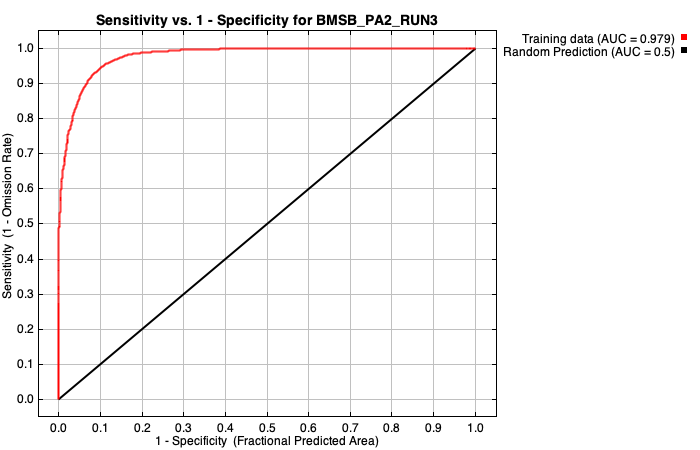 Sensitivity vs. 1 - Specificity for BMSB_PA2_RUN3
Training data (AUC = 0.979)
Random Prediction (AUC = 0.5)
Sensitivity (1 - Omission Rate)
1.0
0.9
0.8
0.7
0.6
0.5
0.4
0.3
0.2
0.1
0.0
0.0 0.1 0.2 0.3 0.4 0.5 0.6 0.7 0.8 0.9 1.0
1 - Specificity (Fractional Predicted Area)